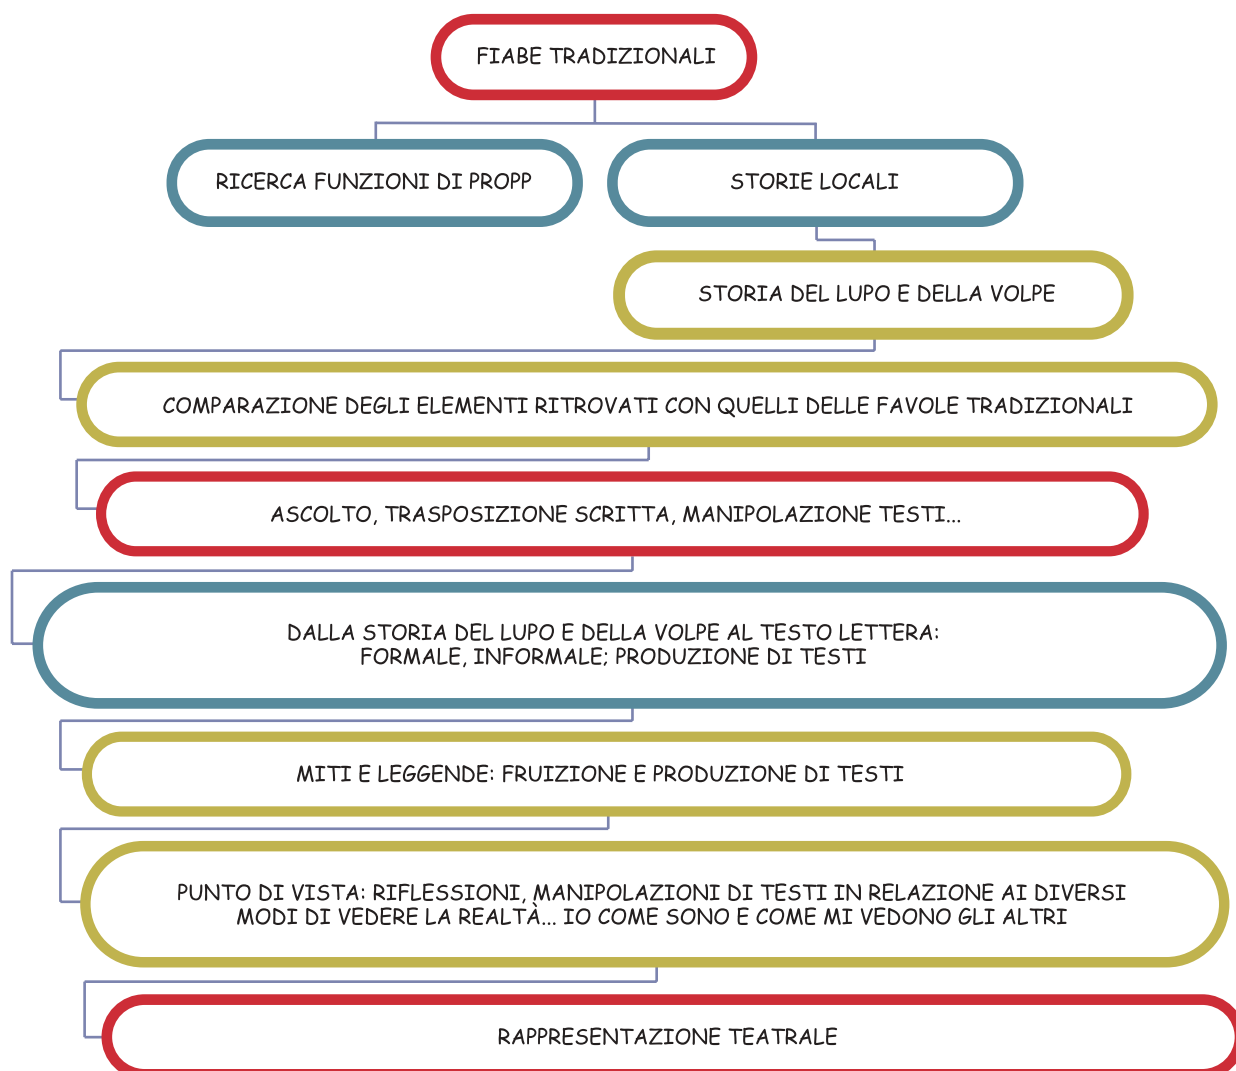 FIABE TRADIZIONALI
RICERCA FUNZIONI DI PROPP
STORIE LOCALI
STORIA DEL LUPO E DELLA VOLPE
COMPARAZIONE DEGLI ELEMENTI RITROVATI CON QUELLI DELLE FAVOLE TRADIZIONALI
ASCOLTO, TRASPOSIZIONE SCRITTA, MANIPOLAZIONE TESTI...
DALLA STORIA DEL LUPO E DELLA VOLPE AL TESTO LETTERA:
FORMALE, INFORMALE; PRODUZIONE DI TESTI
MITI E LEGGENDE: FRUIZIONE E PRODUZIONE DI TESTI
PUNTO DI VISTA: RIFLESSIONI, MANIPOLAZIONI DI TESTI IN RELAZIONE AI DIVERSI
MODI DI VEDERE LA REALTÀ... IO COME SONO E COME MI VEDONO GLI ALTRI
RAPPRESENTAZIONE TEATRALE